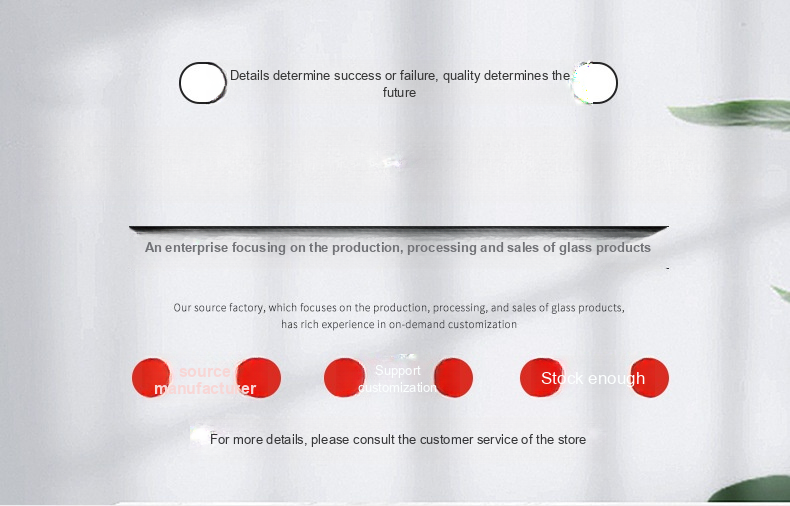 Details determine success or failure, quality determines the
future
An enterprise focusing on the production, processing and sales of glass products
Our source factory, which focuses on the production, processing, and sales of glass products,
has rich experience in on-demand customization
source
manufacturer
Support
customization
Stock enough
For more details, please consult the customer service of the store